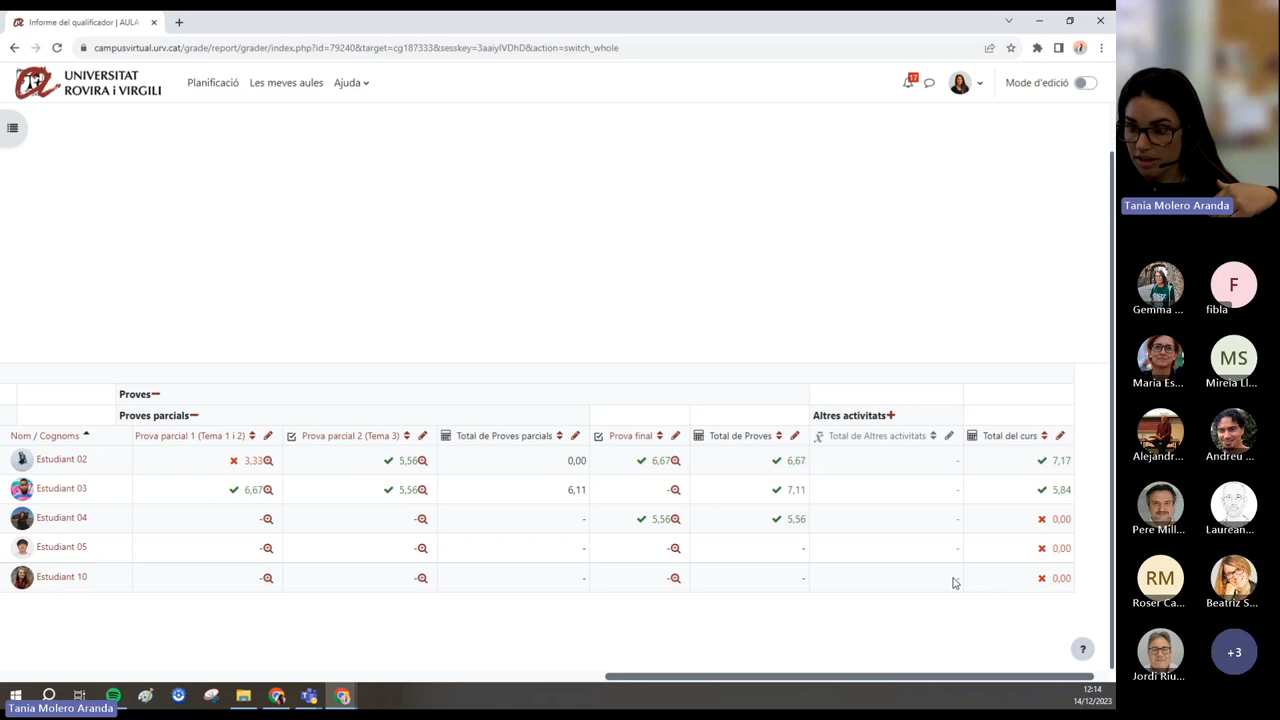 Informe del qualificador | AULA
campusvirtual.urv.cat/grade/report/grader/index.php?id=79240&target=cg187333&sesskey=3aaiyIVDhD&action=switch_whole
UNIVERSITAT
ROVIRA i VIRGILI
Planificació Les meves aules Ajuda
17
Mode d'edició
Proves
Proves parcials
Altres activitats
Nom / Cognoms Prova parcial 1 (Tema 1 i 2) Prova parcial 2 (Tema 3) Total de Proves parcials Prova final Total de Proves Total de Altres activitats Total del curs
Estudiant 02 3,33 5,56 0,00 6,67 6,67 - 7,17
Estudiant 03 6,67 5,56 6,11 - 7,11 - 5,84
Estudiant 04 - - - 5,56 5,56 - 0,00
Estudiant 05 - - - - - - 0,00
Estudiant 10 - - - - - - 0,00
?
12:14
14/12/2023
Tania Molero Aranda
Tania Molero Aranda
F
Gemma ... fibla
MS
Maria Es... Mireia Ll...
Alejandr... Andreu ...
Pere Mill... Laurean...
RM
Roser Ca... Beatriz S...
+3
Jordi Riu...